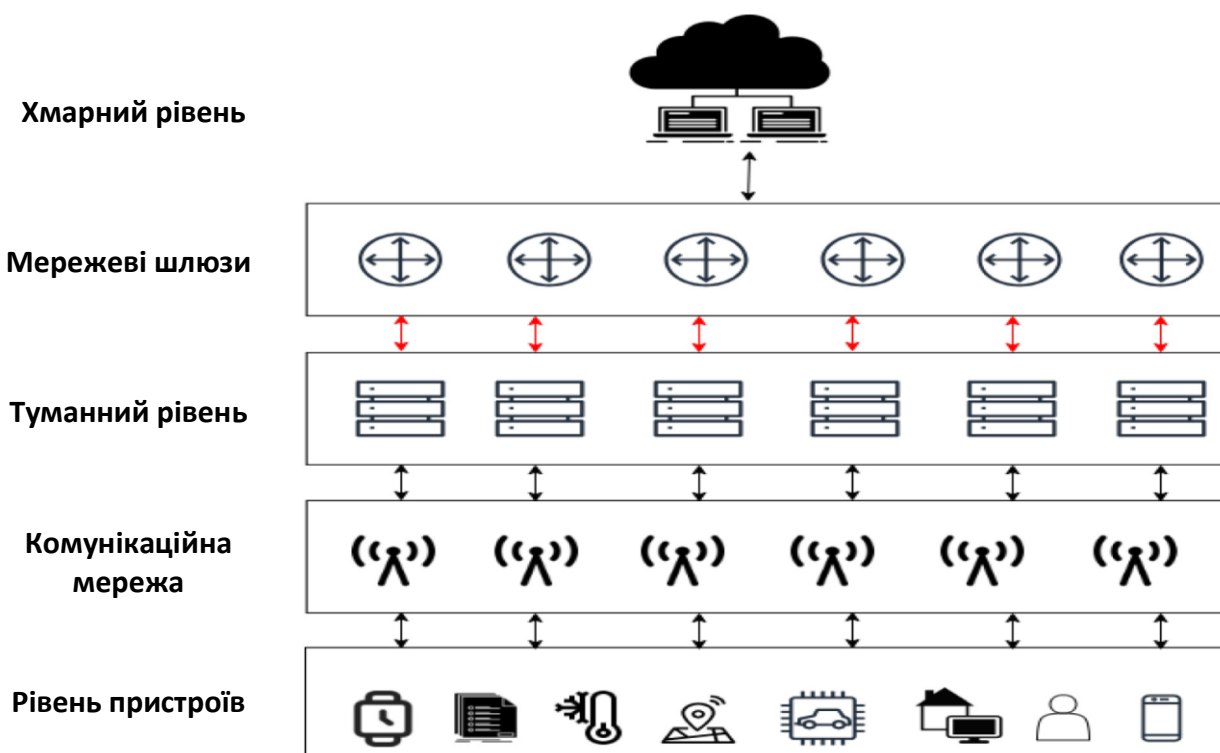 Хмарний рівень
Мережеві шлюзи
Туманний рівень
Комунікаційна
мережа
Рівень пристроїв